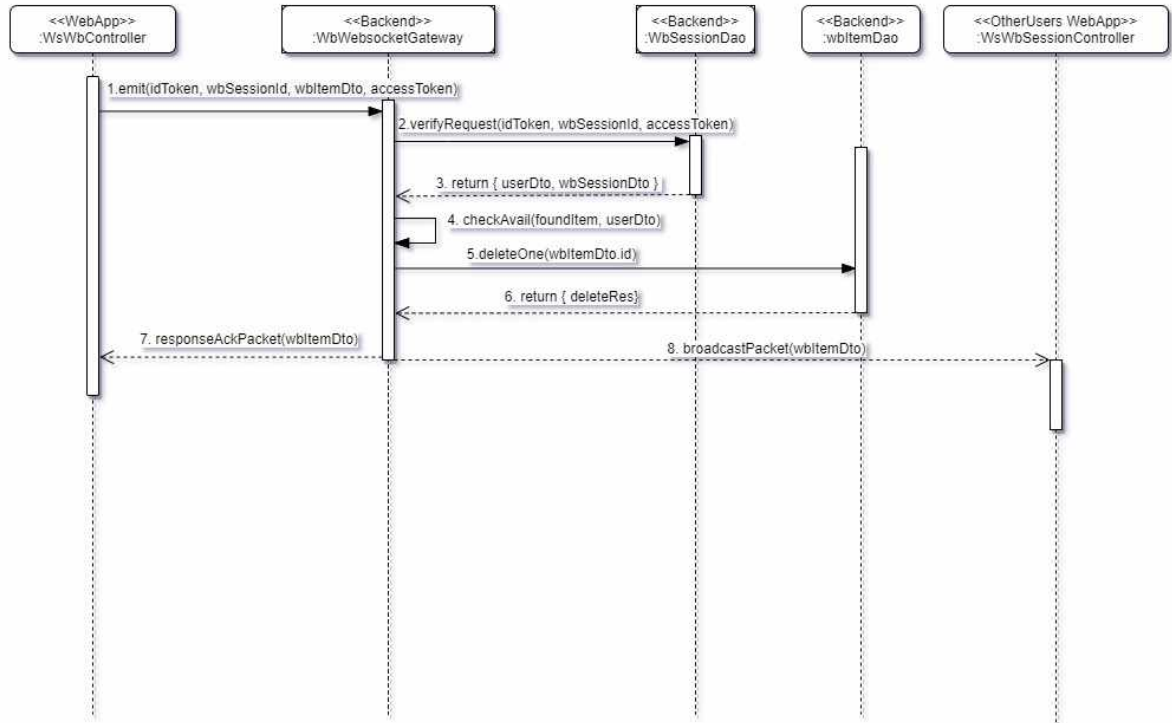 <<WebApp>>
:WsWbController
<<Backend>>
:WbWebsocketGateway
<<Backend>>
:WbSessionDao
<<Backend>>
:wbItemDao
<<OtherUsers WebApp>>
:WsWbSessionController
1.emit(idToken, wbSessionId, wbItemDto, accessToken)
2.verifyRequest(idToken, wbSessionId, accessToken)
3. return { userDto, wbSessionDto }
4. checkAvail(foundItem, userDto)
5.deleteOne(wbItemDto.id)
6. return { deleteRes}
7. responseAckPacket(wbItemDto)
8. broadcastPacket(wbItemDto)